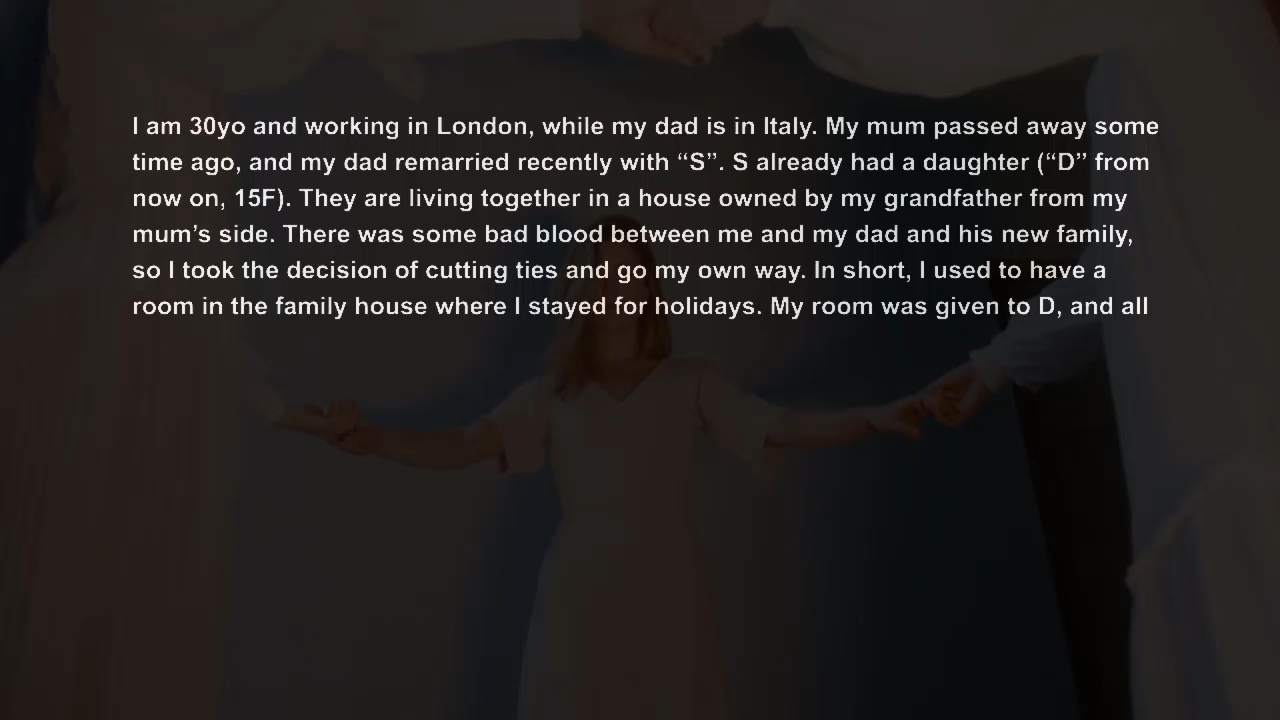 I am 30yo and working in London, while my dad is in Italy. My mum passed away some
time ago, and my dad remarried recently with “S”. S already had a daughter (“D” from
now on, 15F). They are living together in a house owned by my grandfather from my
mum’s side. There was some bad blood between me and my dad and his new family,
so I took the decision of cutting ties and go my own way. In short, I used to have a
room in the family house where I stayed for holidays. My room was given to D, and all